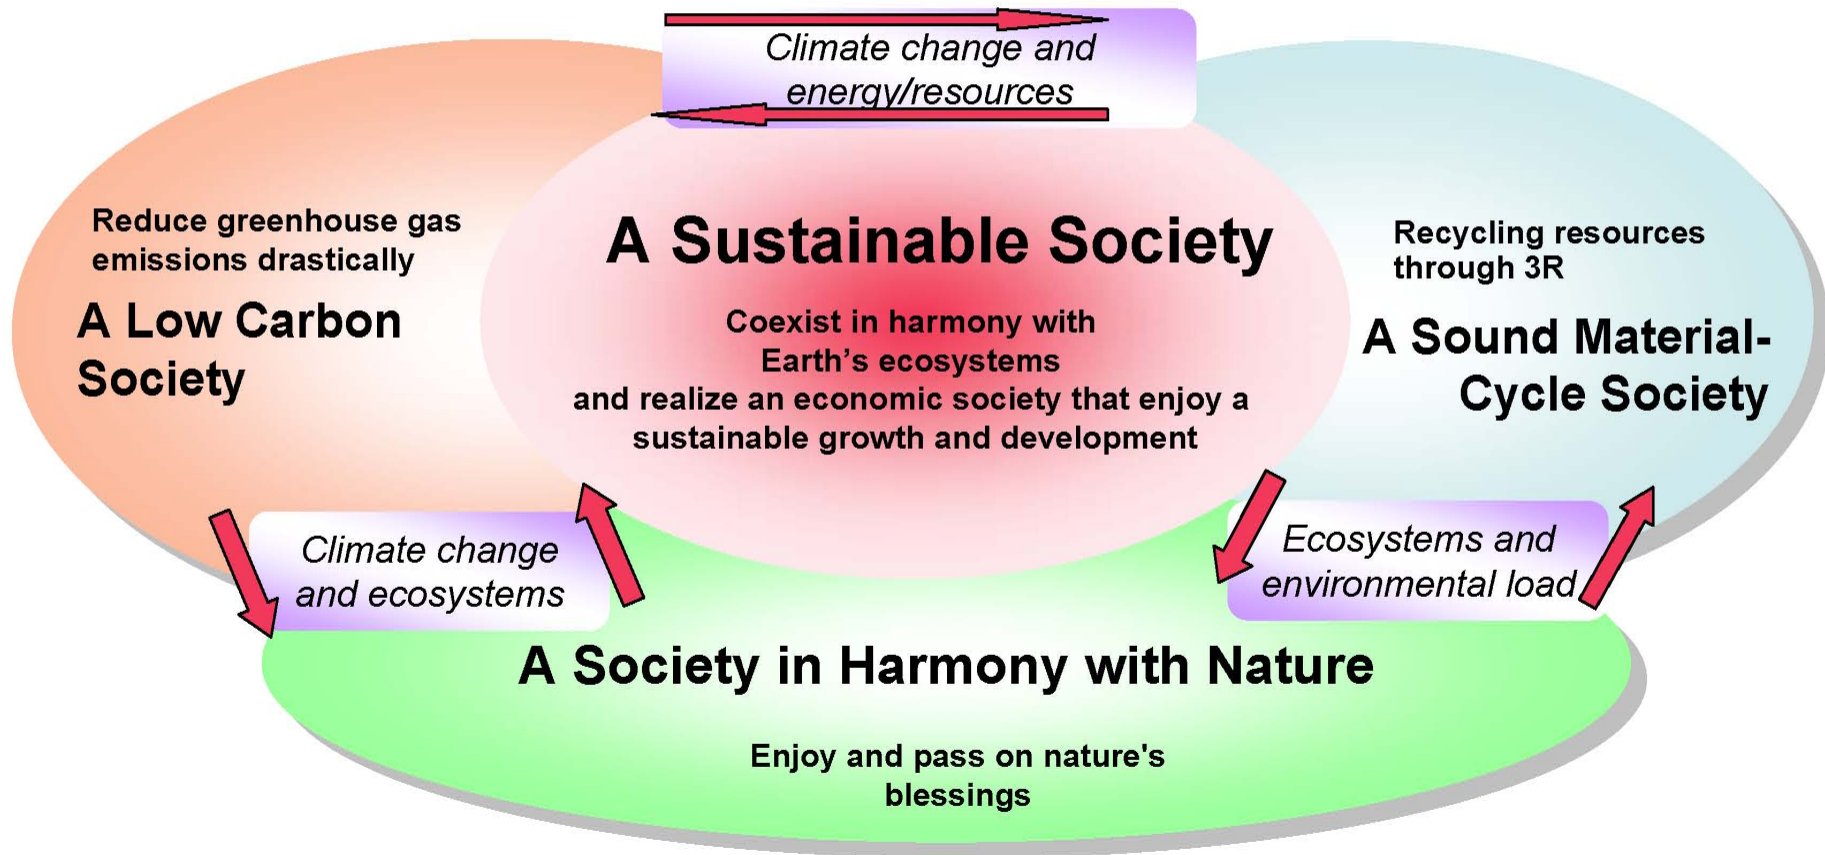 Climate change and
energy/resources
Reduce greenhouse gas
emissions drastically
A Low Carbon
Society
A Sustainable Society
Coexist in harmony with
Earth’s ecosystems
and realize an economic society that enjoy a
sustainable growth and development
Recycling resources
through 3R
A Sound Material-
Cycle Society
Climate change
and ecosystems
Ecosystems and
environmental load
A Society in Harmony with Nature
Enjoy and pass on nature's
blessings